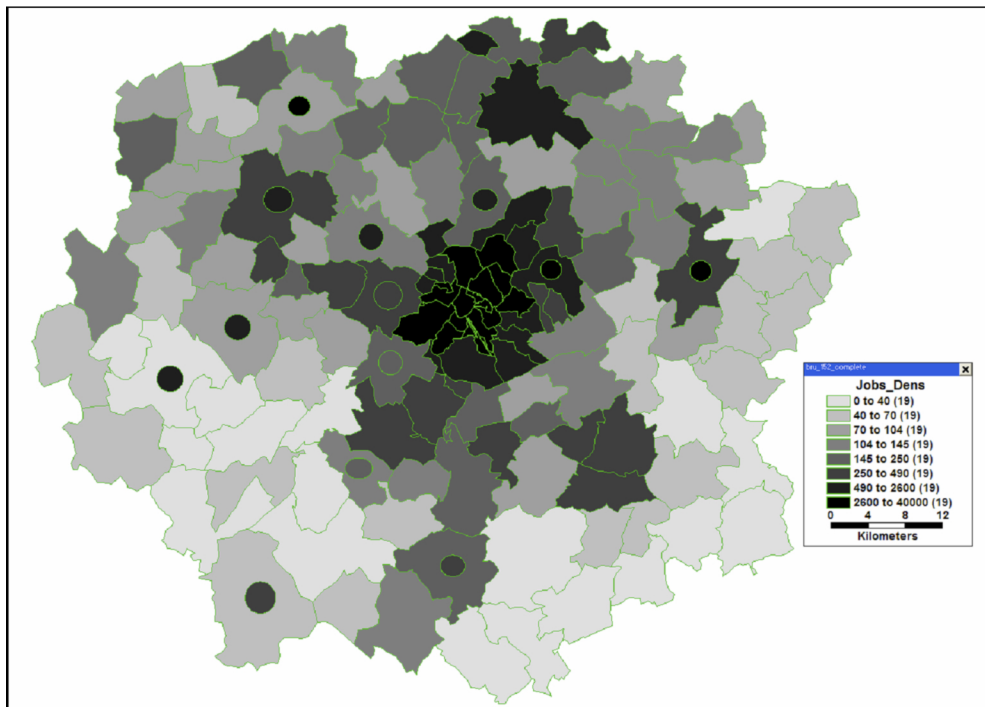 bru_152_complete
Jobs_Dens
0 to 40 (19)
40 to 70 (19)
70 to 104 (19)
104 to 145 (19)
145 to 250 (19)
250 to 490 (19)
490 to 2600 (19)
2600 to 40000 (19)
0 4 8 12
Kilometers